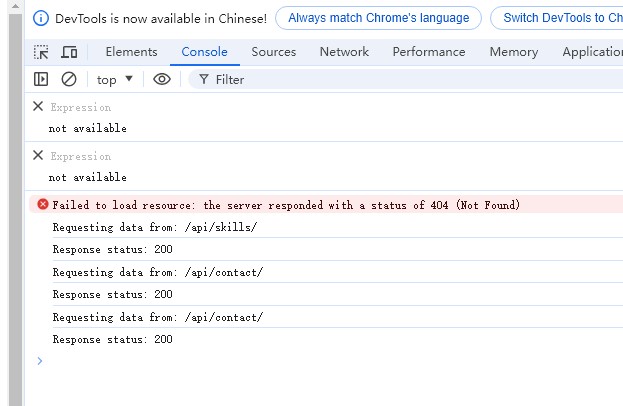 DevTools is now available in Chinese! Always match Chrome's language Switch DevTools to Ch
Elements Console Sources Network Performance Memory Application
top Filter
Expression
not available
Expression
not available
Failed to load resource: the server responded with a status of 404 (Not Found)
Requesting data from: /api/skills/
Response status: 200
Requesting data from: /api/contact/
Response status: 200
Requesting data from: /api/contact/
Response status: 200